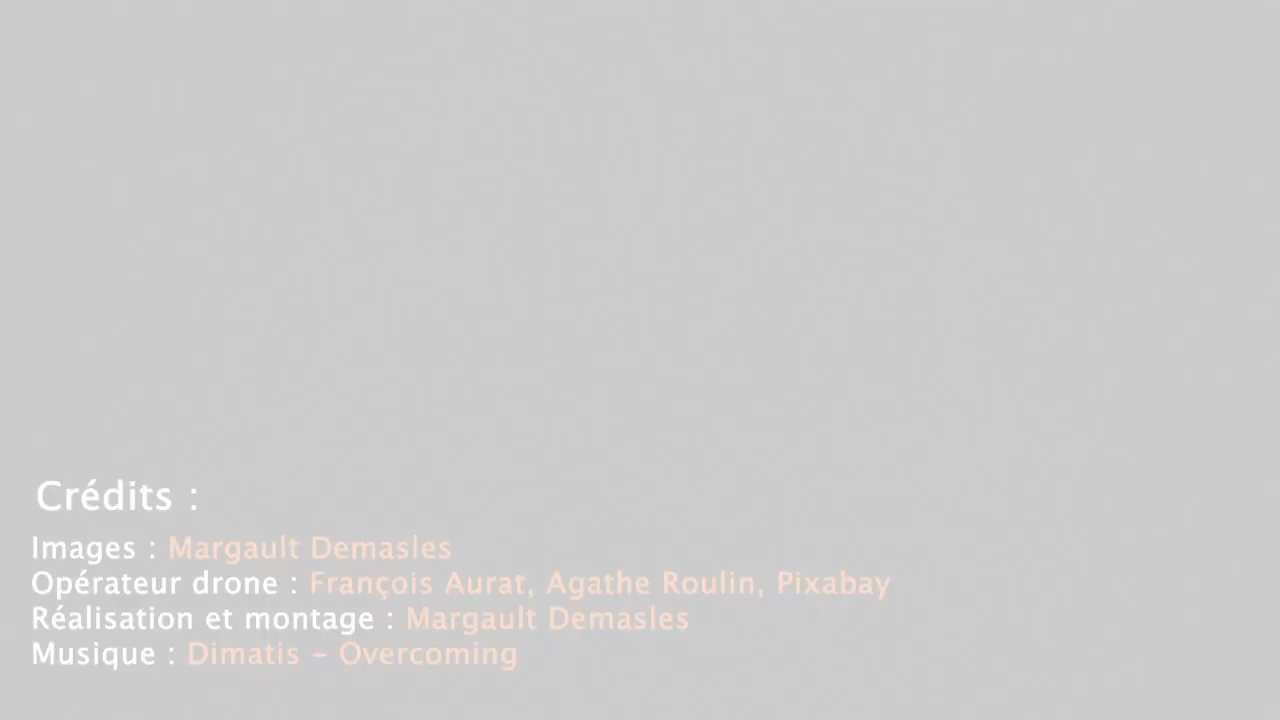 Crédits :
Images : Margault Demasles
Opérateur drone : François Aurat, Agathe Roulin, Pixabay
Réalisation et montage : Margault Demasles
Musique : Dimatis - Overcoming